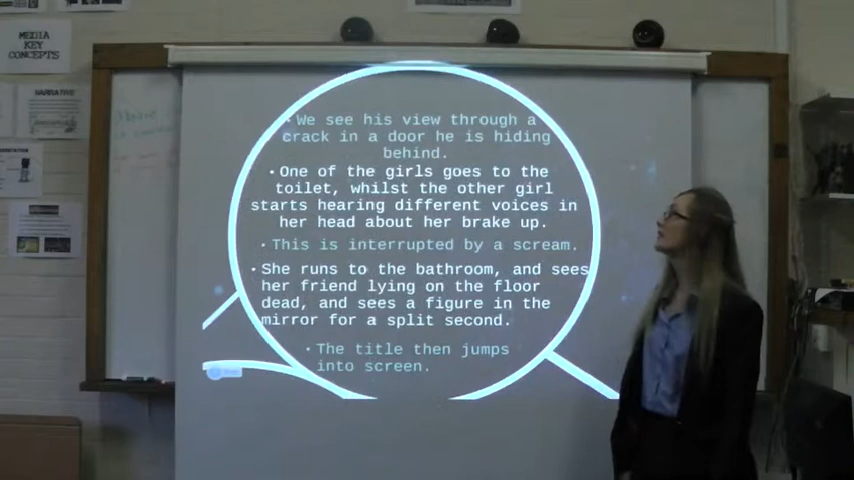 MEDIA
KEY
CONCEPTS
NARRATIVE
• We see his view through a
crack in a door he is hiding
behind.
• One of the girls goes to the
toilet, whilst the other girl
starts hearing different voices in
her head about her brake up.
• This is interrupted by a scream.
• She runs to the bathroom, and sees
her friend lying on the floor
dead, and sees a figure in the
mirror for a split second.
• The title then jumps
into screen.